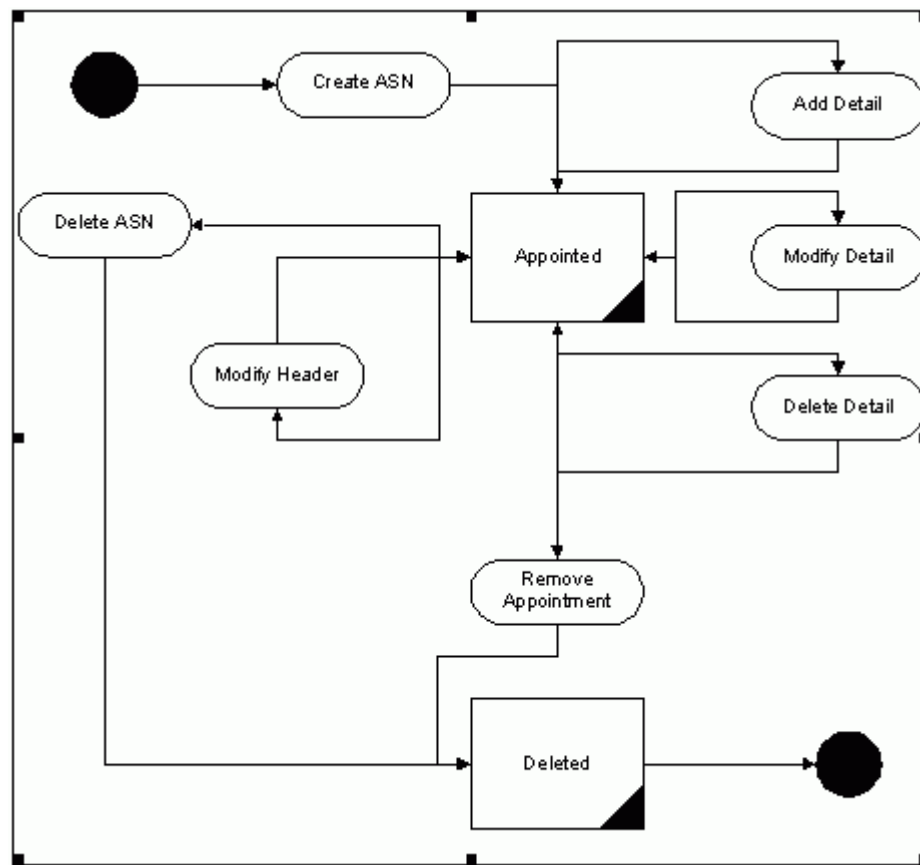 Create ASN
Add Detail
Delete ASN
Appointed
Modify Detail
Modify Header
Delete Detail
Remove
Appointment
Deleted